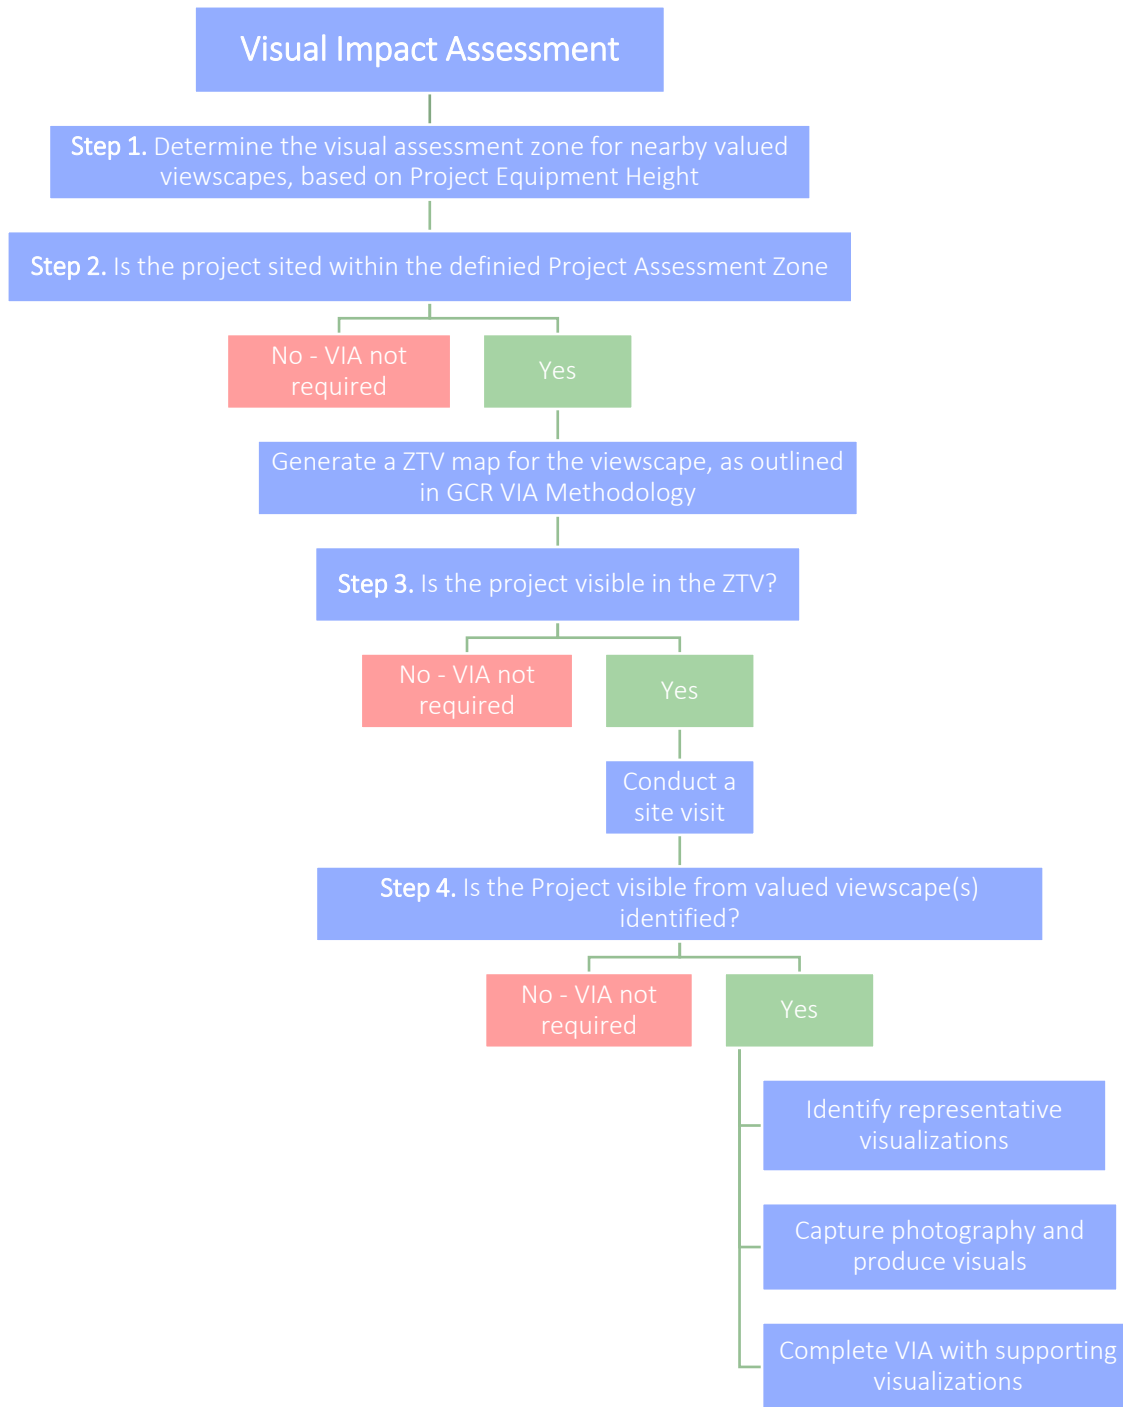 Visual Impact Assessment
Step 1. Determine the visual assessment zone for nearby valued
viewscapes, based on Project Equipment Height
Step 2. Is the project sited within the definied Project Assessment Zone
No - VIA not
required
Yes
Generate a ZTV map for the viewscape, as outlined
in GCR VIA Methodology
Step 3. Is the project visible in the ZTV?
No - VIA not
required
Yes
Conduct a
site visit
Step 4. Is the Project visible from valued viewscape(s)
identified?
No - VIA not
required
Yes
Identify representative
visualizations
Capture photography and
produce visuals
Complete VIA with supporting
visualizations